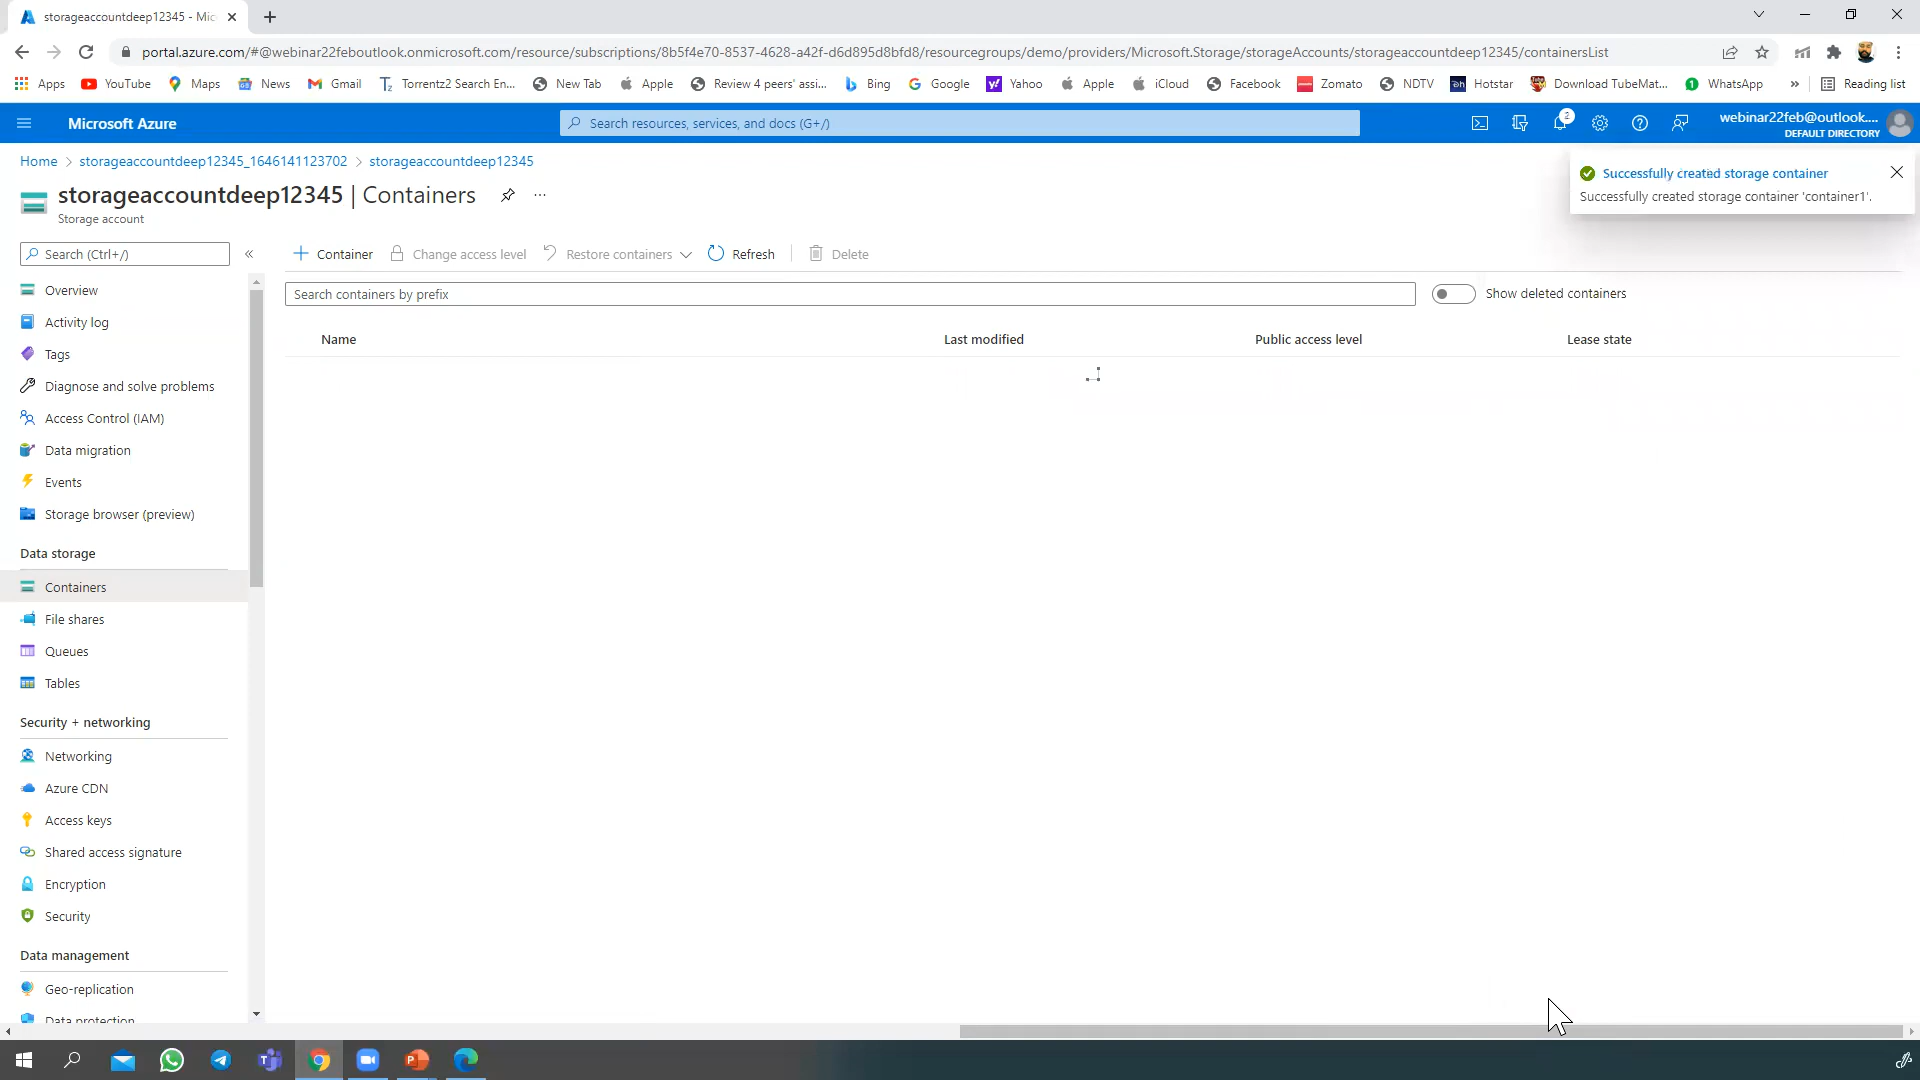 storageaccountdeep12345 - Mic
portal.azure.com/#@webinar22feboutlook.onmicrosoft.com/resource/subscriptions/8b5f4e70-8537-4628-a42f-d6d895d8bfd8/resourcegroups/demo/providers/Microsoft.Storage/storageAccounts/storageaccountdeep12345/containersList
Apps YouTube Maps News Gmail Torrentz2 Search En... New Tab Apple Review 4 peers' assi... Bing Google Yahoo Apple iCloud Facebook Zomato NDTV Hotstar Download TubeMat... WhatsApp » Reading list
Microsoft Azure
Search resources, services, and docs (G+/)
2
webinar22feb@outlook....
DEFAULT DIRECTORY
Home > storageaccountdeep12345_1646141123702 > storageaccountdeep12345
storageaccountdeep12345 | Containers ...
Storage account
Successfully created storage container
Successfully created storage container 'container1'.
Search (Ctrl+/) «
Container Change access level Restore containers Refresh Delete
Search containers by prefix
Show deleted containers
Name Last modified Public access level Lease state
Overview
Activity log
Tags
Diagnose and solve problems
Access Control (IAM)
Data migration
Events
Storage browser (preview)
Data storage
Containers
File shares
Queues
Tables
Security + networking
Networking
Azure CDN
Access keys
Shared access signature
Encryption
Security
Data management
Geo-replication
Data protection